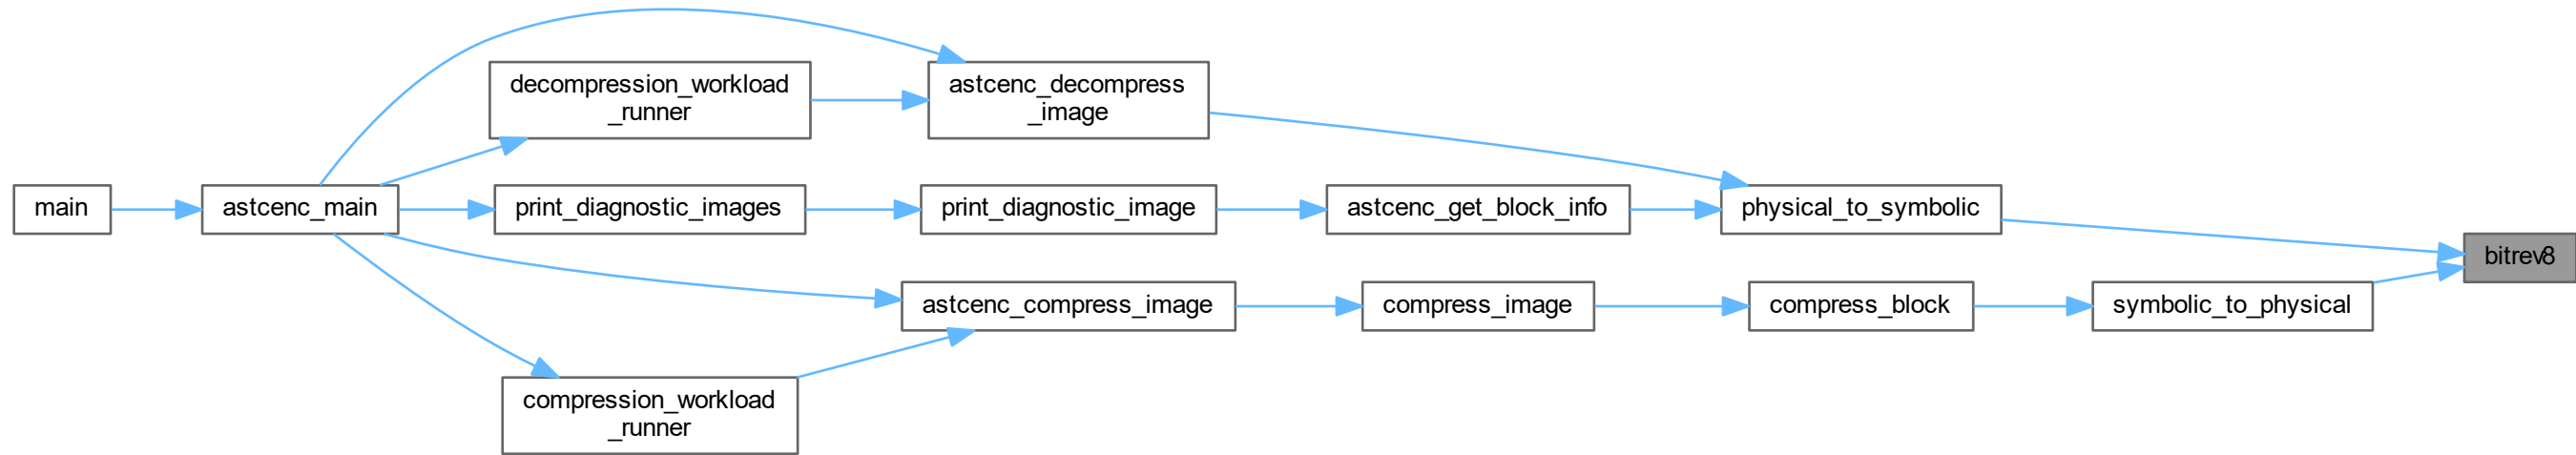 main
astcenc_main
decompression_workload
_runner
print_diagnostic_images
compression_workload
_runner
astcenc_decompress
_image
print_diagnostic_image
astcenc_compress_image
astcenc_get_block_info
compress_image
physical_to_symbolic
compress_block
symbolic_to_physical
bitrev8